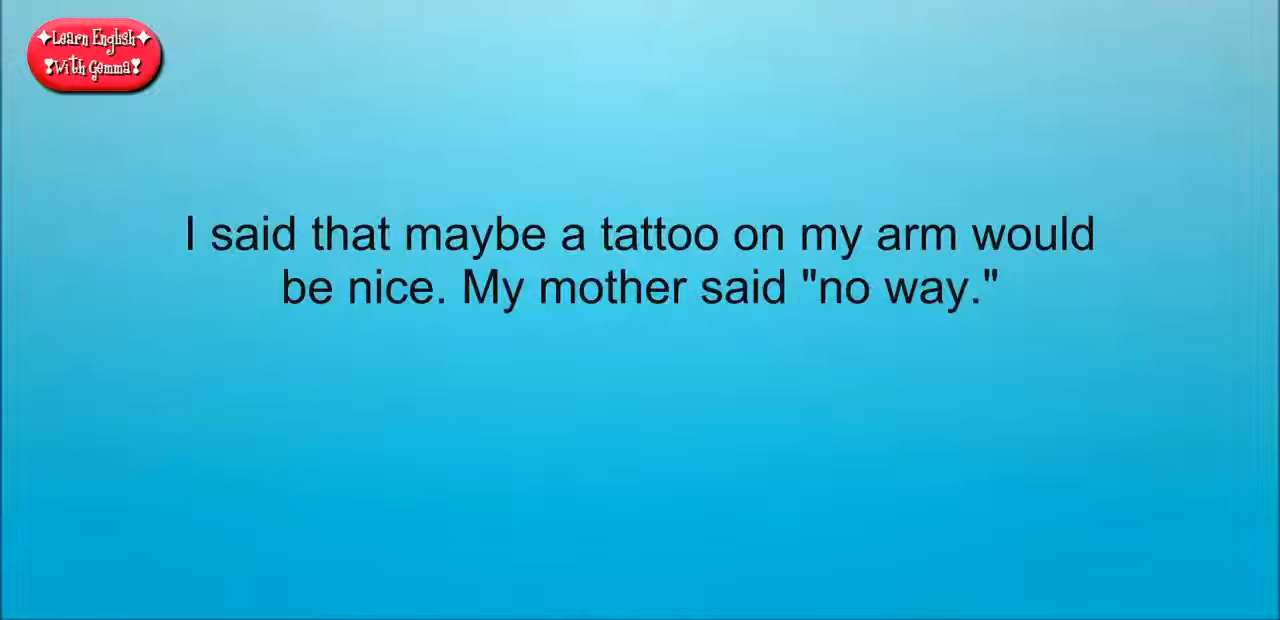 ✦Learn English✦
❣With Gemma❣
I said that maybe a tattoo on my arm would
be nice. My mother said "no way."